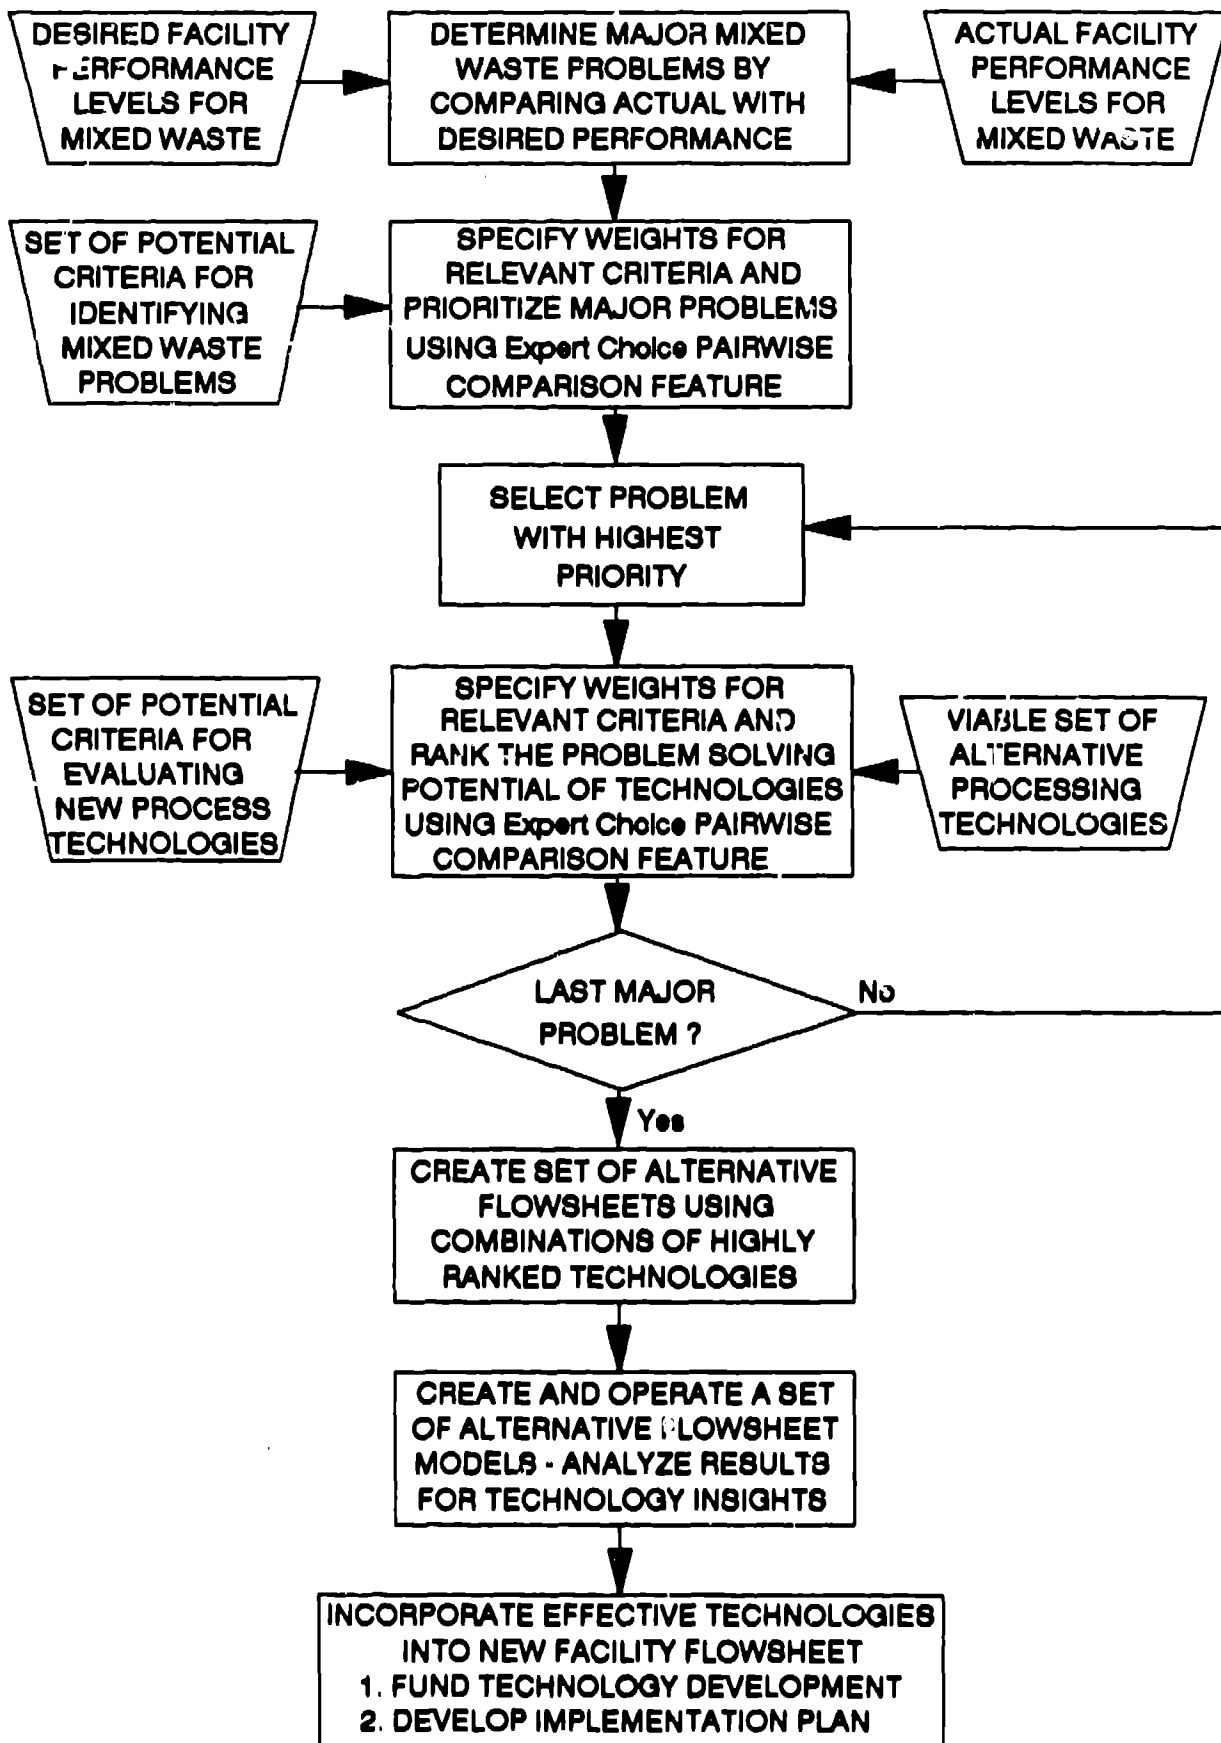 DESIRED FACILITY
PERFORMANCE
LEVELS FOR
MIXED WASTE
DETERMINE MAJOR MIXED
WASTE PROBLEMS BY
COMPARING ACTUAL WITH
DESIRED PERFORMANCE
ACTUAL FACILITY
PERFORMANCE
LEVELS FOR
MIXED WASTE
SET OF POTENTIAL
CRITERIA FOR
IDENTIFYING
MIXED WASTE
PROBLEMS
SPECIFY WEIGHTS FOR
RELEVANT CRITERIA AND
PRIORITIZE MAJOR PROBLEMS
USING Expert Choice PAIRWISE
COMPARISON FEATURE
SELECT PROBLEM
WITH HIGHEST
PRIORITY
SET OF POTENTIAL
CRITERIA FOR
EVALUATING
NEW PROCESS
TECHNOLOGIES
SPECIFY WEIGHTS FOR
RELEVANT CRITERIA AND
RANK THE PROBLEM SOLVING
POTENTIAL OF TECHNOLOGIES
USING Expert Choice PAIRWISE
COMPARISON FEATURE
VIABLE SET OF
ALTERNATIVE
PROCESSING
TECHNOLOGIES
LAST MAJOR
PROBLEM ?
No
Yes
CREATE SET OF ALTERNATIVE
FLOWSHEETS USING
COMBINATIONS OF HIGHLY
RANKED TECHNOLOGIES
CREATE AND OPERATE A SET
OF ALTERNATIVE FLOWSHEET
MODELS - ANALYZE RESULTS
FOR TECHNOLOGY INSIGHTS
INCORPORATE EFFECTIVE TECHNOLOGIES
INTO NEW FACILITY FLOWSHEET
1. FUND TECHNOLOGY DEVELOPMENT
2. DEVELOP IMPLEMENTATION PLAN